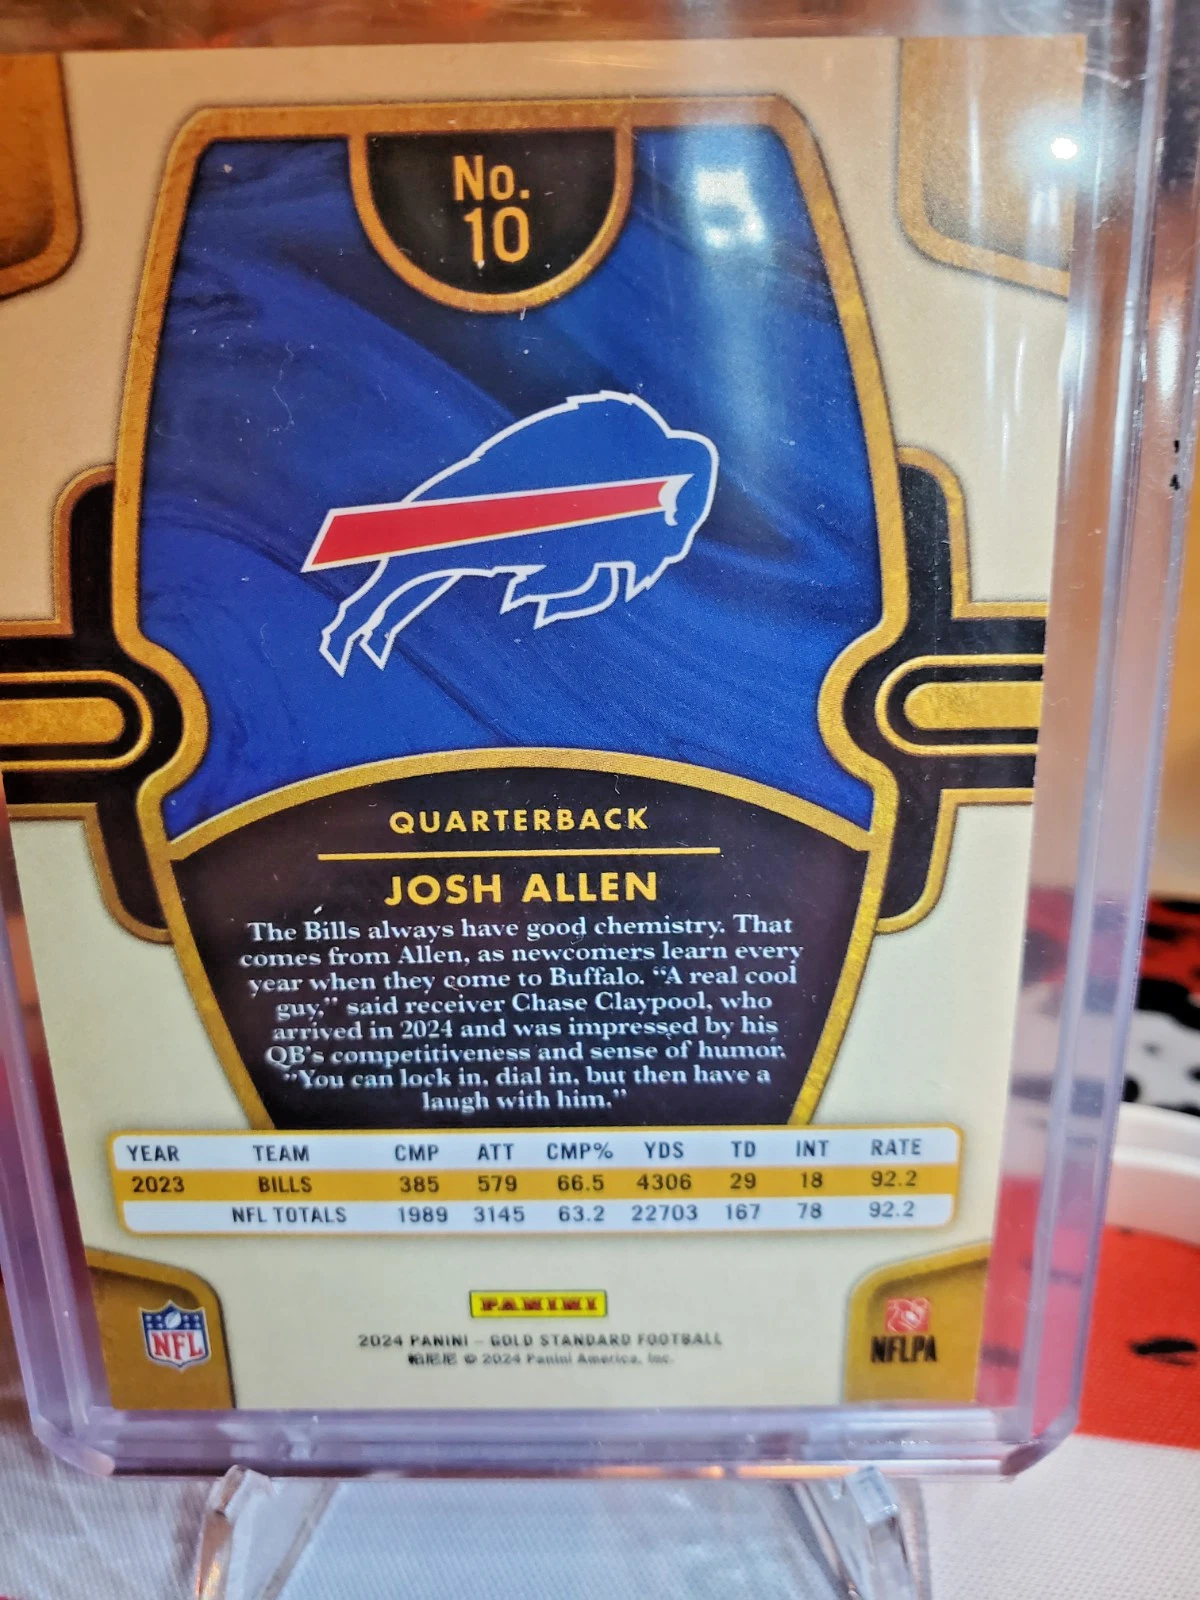 No.
10
QUARTERBACK
JOSH ALLEN
The Bills always have good chemistry. That
comes from Allen, as newcomers learn every
year when they come to Buffalo. “A real cool
guy,” said receiver Chase Claypool, who
arrived in 2024 and was impressed by his
QB’s competitiveness and sense of humor.
“You can lock in, dial in, but then have a
laugh with him.”
YEAR TEAM CMP ATT CMP% YDS TD INT RATE
2023 BILLS 385 579 66.5 4306 29 18 92.2
NFL TOTALS 1989 3145 63.2 22703 167 78 92.2
PANINI
NFL
2024 PANINI – GOLD STANDARD FOOTBALL
© 2024 Panini America, Inc.
NFLPA